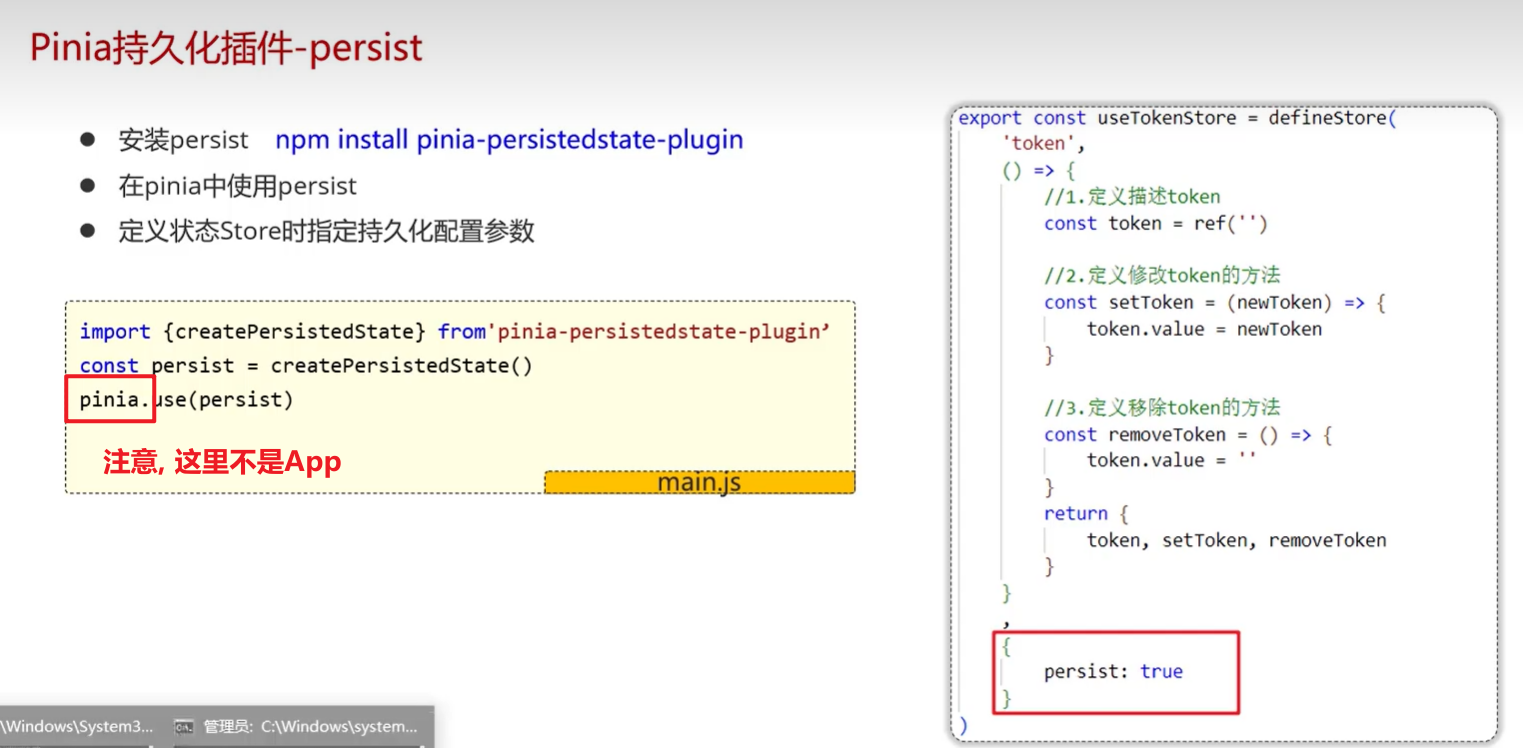 Pinia持久化插件-persist
● 安装persist npm install pinia-persistedstate-plugin
● 在pinia中使用persist
● 定义状态Store时指定持久化配置参数
import {createPersistedState} from'pinia-persistedstate-plugin’
const persist = createPersistedState()
pinia.use(persist)
注意, 这里不是App
main.js
export const useTokenStore = defineStore(
'token',
() => {
//1.定义描述token
const token = ref('')
//2.定义修改token的方法
const setToken = (newToken) => {
token.value = newToken
}
//3.定义移除token的方法
const removeToken = () => {
token.value = ''
}
return {
token, setToken, removeToken
}
}
,
{
persist: true
}
)
\Windows\System3... 管理员: C:\Windows\system...